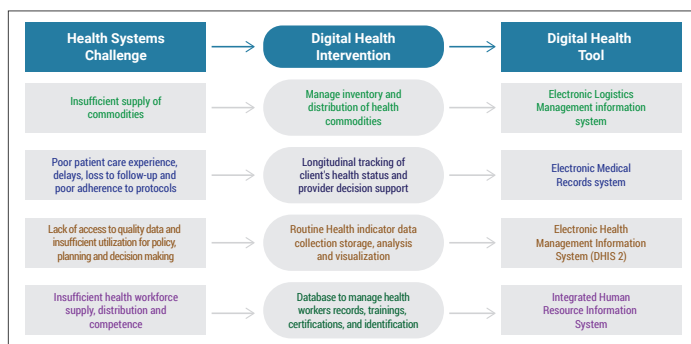 Health Systems
Challenge
Digital Health
Intervention
Digital Health
Tool
Insufficient supply of
commodities
Manage inventory and
distribution of health
commodities
Electronic Logistics
Management information
system
Poor patient care experience,
delays, loss to follow-up and
poor adherence to protocols
Longitudinal tracking of
client's health status and
provider decision support
Electronic Medical
Records system
Lack of access to quality data and
insufficient utilization for policy,
planning and decision making
Routine Health indicator data
collection storage, analysis
and visualization
Electronic Health
Management Information
System (DHIS 2)
Insufficient health workforce
supply, distribution and
competence
Database to manage health
workers records, trainings,
certifications, and identification
Integrated Human
Resource Information
System